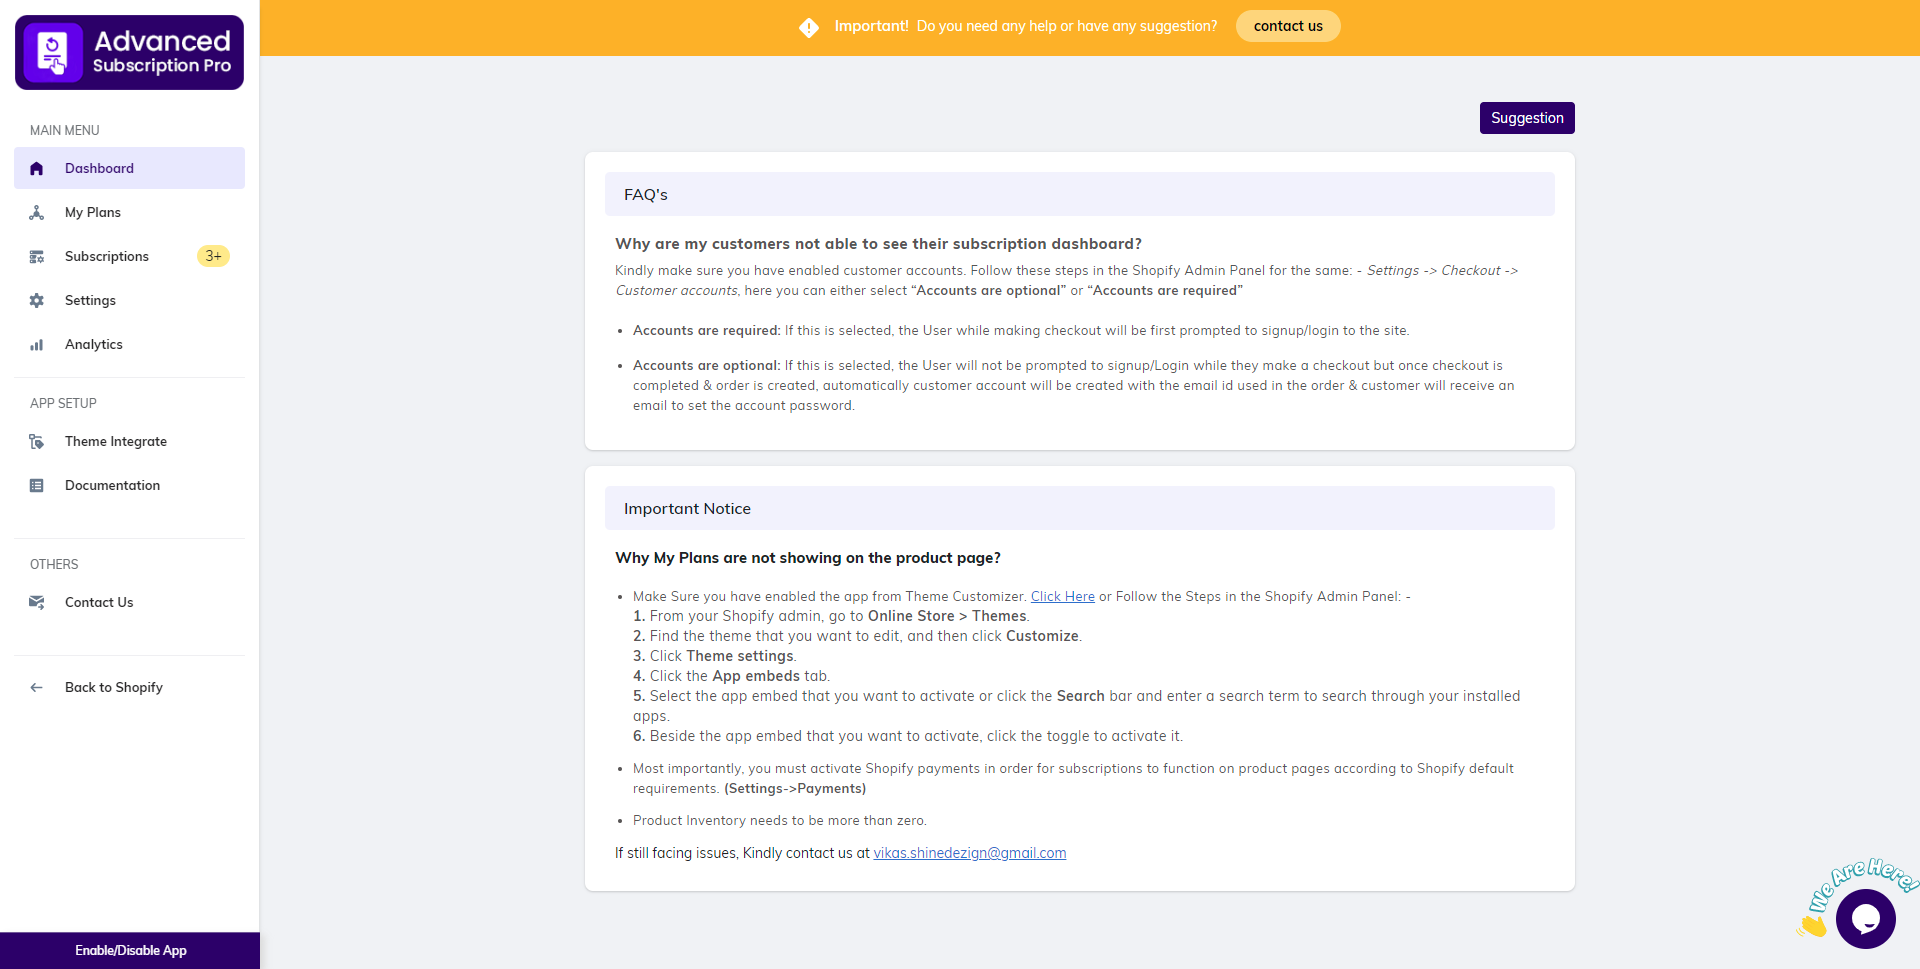 Advanced
Subscription Pro
MAIN MENU
Dashboard
My Plans
Subscriptions 3+
Settings
Analytics
APP SETUP
Theme Integrate
Documentation
OTHERS
Contact Us
Back to Shopify
Enable/Disable App
Important! Do you need any help or have any suggestion? contact us
Suggestion
FAQ's
Why are my customers not able to see their subscription dashboard?
Kindly make sure you have enabled customer accounts. Follow these steps in the Shopify Admin Panel for the same: - Settings -> Checkout ->
Customer accounts, here you can either select “Accounts are optional” or “Accounts are required”
• Accounts are required: If this is selected, the User while making checkout will be first prompted to signup/login to the site.
• Accounts are optional: If this is selected, the User will not be prompted to signup/Login while they make a checkout but once checkout is
completed & order is created, automatically customer account will be created with the email id used in the order & customer will receive an
email to set the account password.
Important Notice
Why My Plans are not showing on the product page?
• Make Sure you have enabled the app from Theme Customizer. Click Here or Follow the Steps in the Shopify Admin Panel: -
1. From your Shopify admin, go to Online Store > Themes.
2. Find the theme that you want to edit, and then click Customize.
3. Click Theme settings.
4. Click the App embeds tab.
5. Select the app embed that you want to activate or click the Search bar and enter a search term to search through your installed
apps.
6. Beside the app embed that you want to activate, click the toggle to activate it.
• Most importantly, you must activate Shopify payments in order for subscriptions to function on product pages according to Shopify default
requirements. (Settings->Payments)
• Product Inventory needs to be more than zero.
If still facing issues, Kindly contact us at vikas.shinedezign@gmail.com
We Are Here!